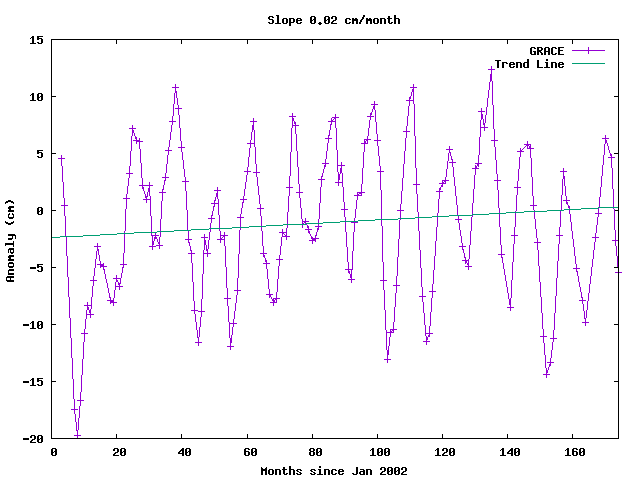 Slope 0.02 cm/month
GRACE
Trend Line
15
10
5
0
-5
-10
-15
-20
Anomaly (cm)
0 20 40 60 80 100 120 140 160
Months since Jan 2002